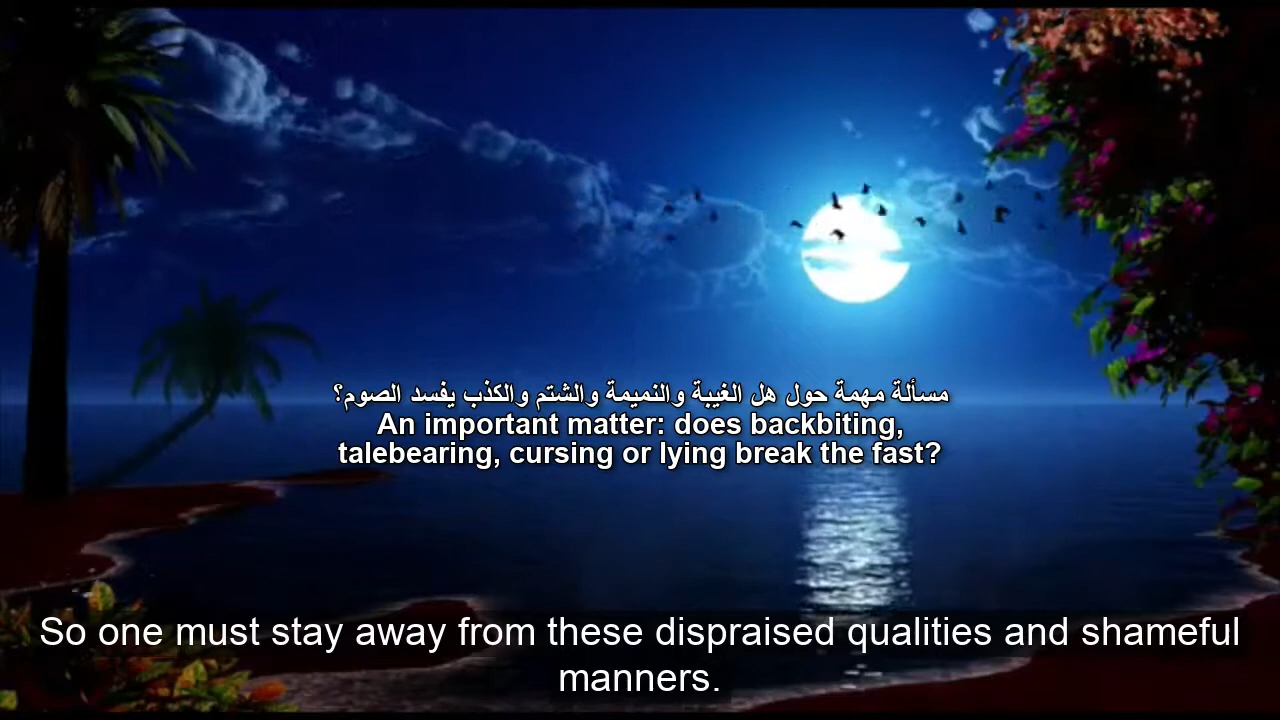 مسألة مهمة حول هل الغيبة والنميمة والشتم والكذب يفسد الصوم؟
An important matter: does backbiting,
talebearing, cursing or lying break the fast?
So one must stay away from these dispraised qualities and shameful
manners.